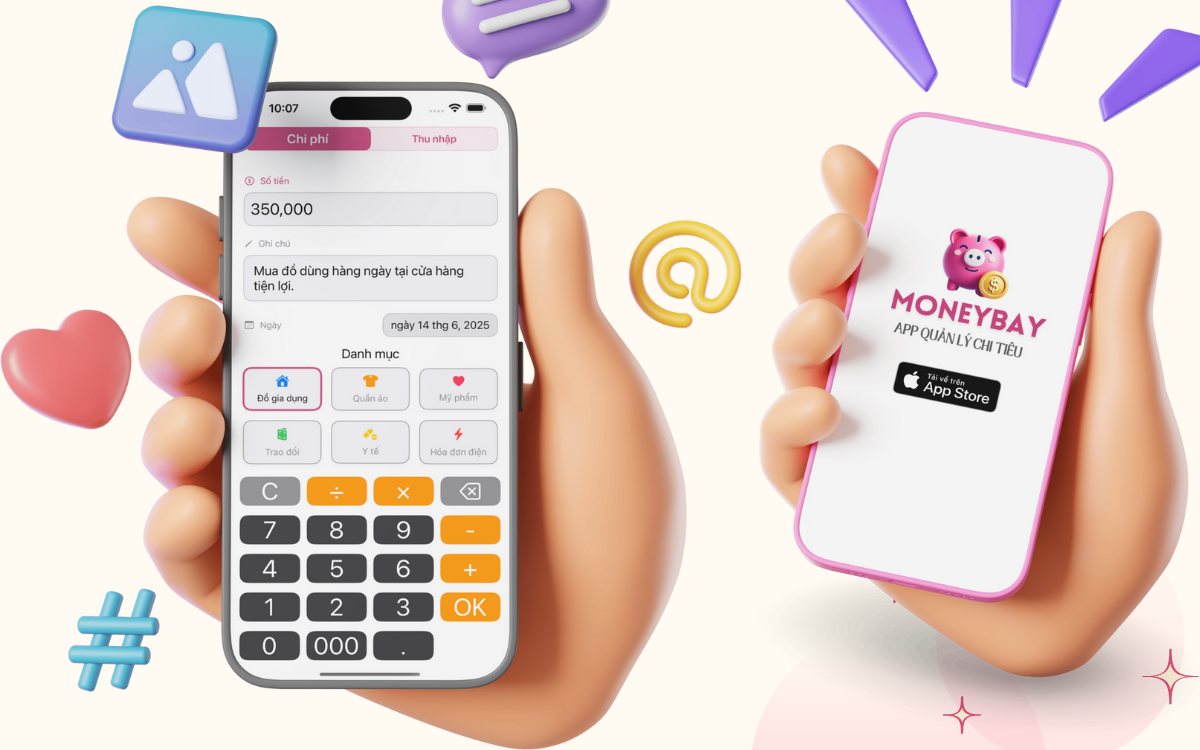 10:07
Chi phí
Thu nhập
Số tiền
350,000
Ghi chú
Mua đồ dùng hàng ngày tại cửa hàng
tiện lợi.
Ngày
ngày 14 thg 6, 2025
Danh mục
Đồ gia dụng
Quần áo
Mỹ phẩm
Trao đổi
Y tế
Hóa đơn điện
C ÷ ×
7 8 9 -
4 5 6 +
1 2 3 OK
0 000 .
MONEYBAY
APP QUẢN LÝ CHI TIÊU
Tải về trên
App Store